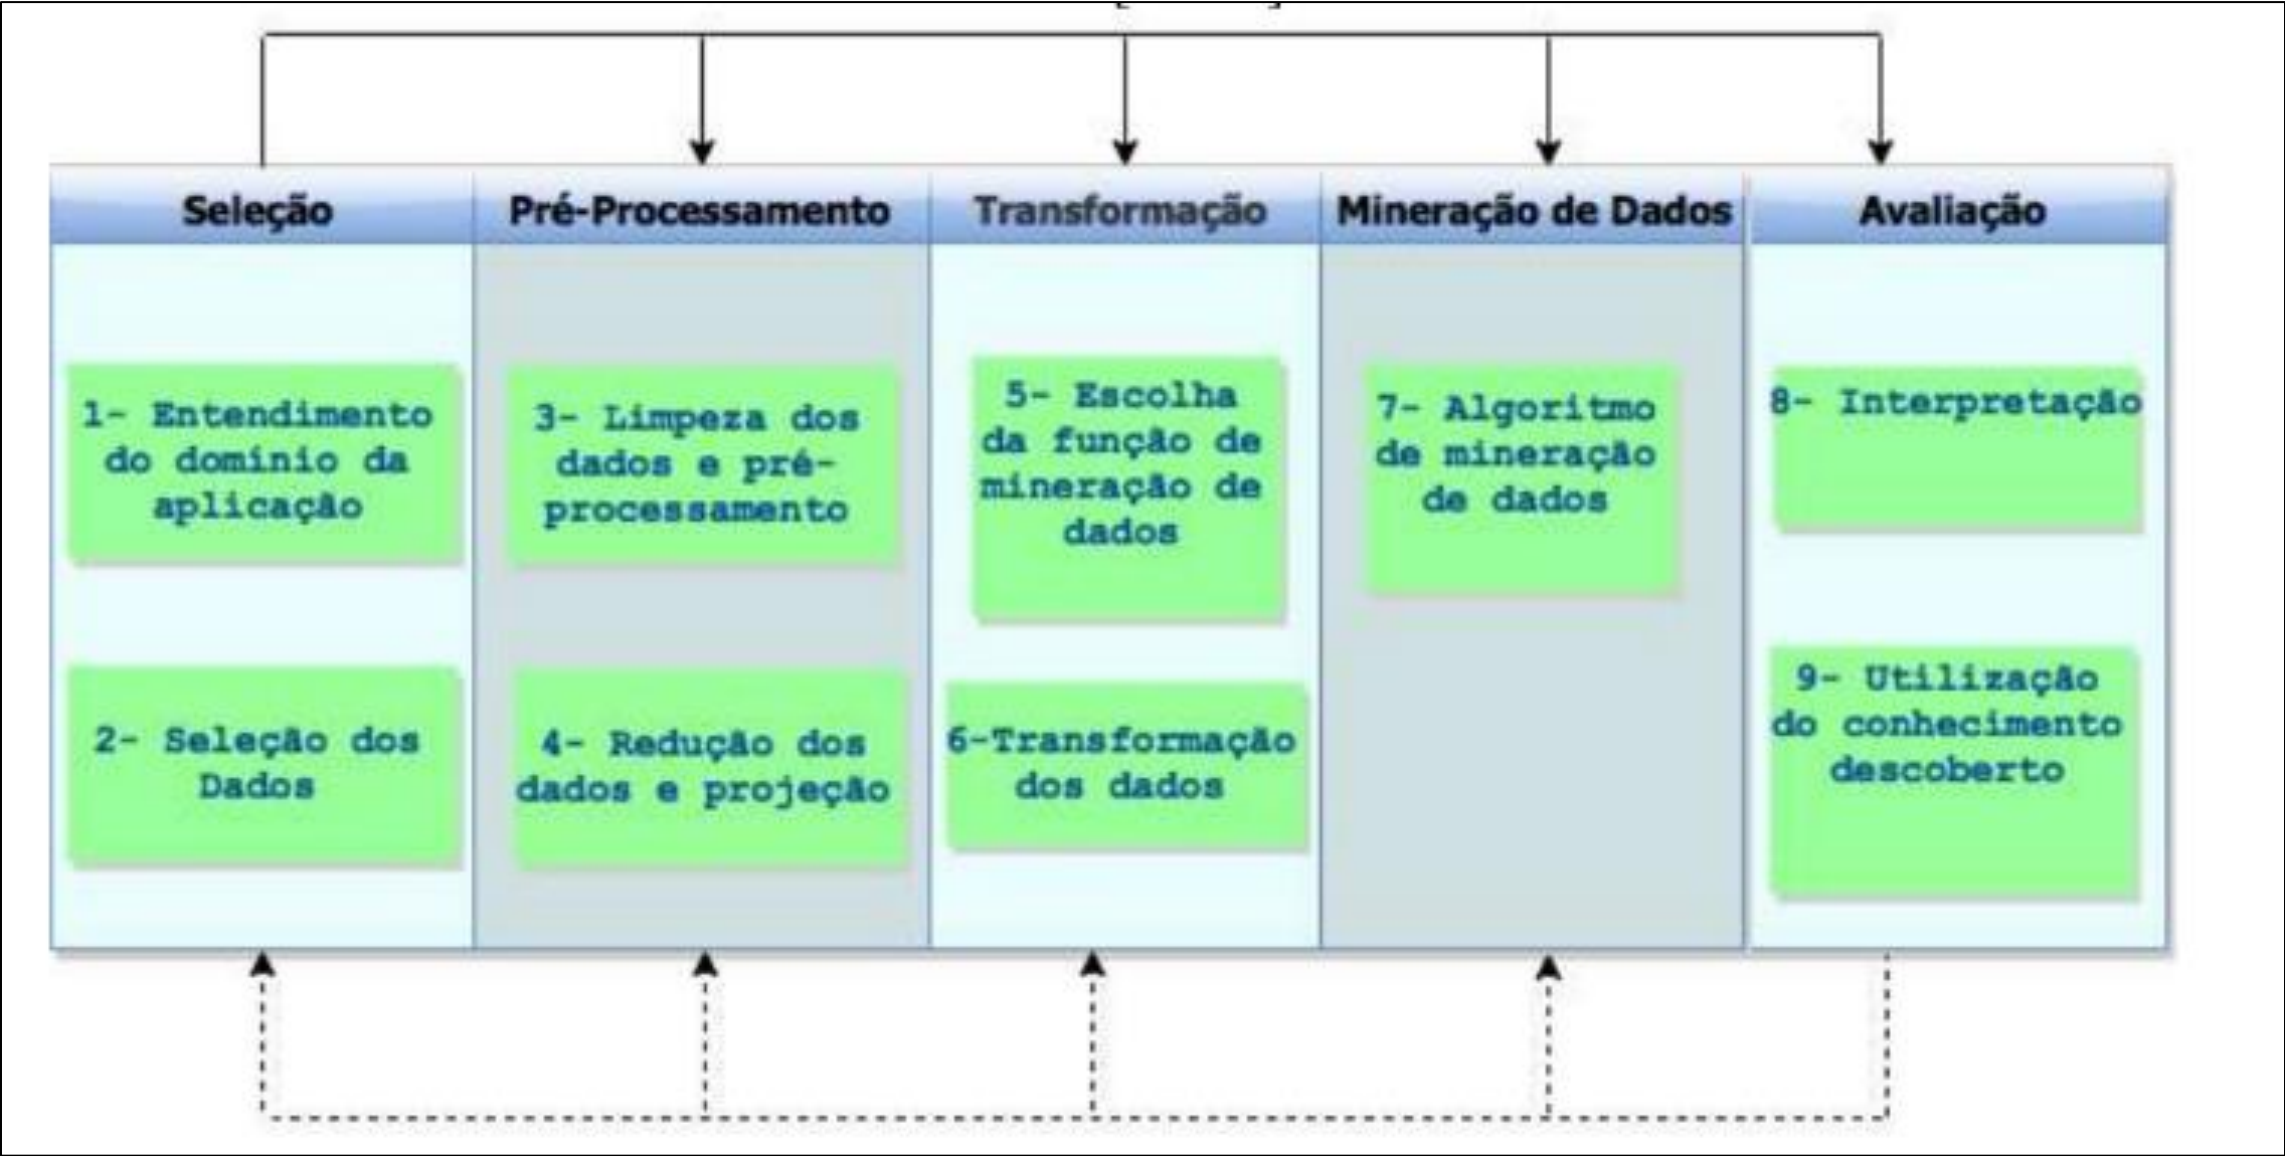 Seleção
Pré-Processamento
Transformação
Mineração de Dados
Avaliação
1- Entendimento
do domínio da
aplicação
2- Seleção dos
Dados
3- Limpeza dos
dados e pré-
processamento
4- Redução dos
dados e projeção
5- Escolha
da função de
mineração de
dados
6-Transformação
dos dados
7- Algoritmo
de mineração
de dados
8- Interpretação
9- Utilização
do conhecimento
descoberto